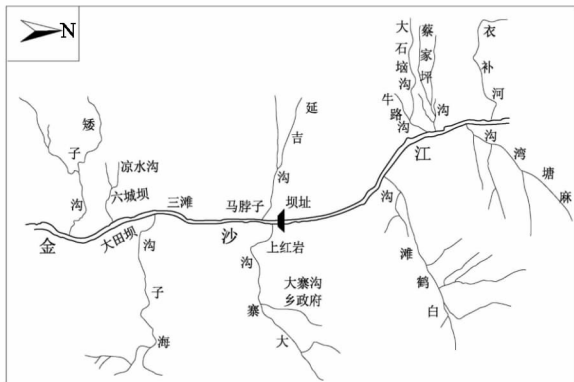 N
矮子沟
凉水沟
六城坝
大田坝
三滩
海子沟
马脖子
延吉沟
坝址
上红岩
大寨沟
乡政府
大寨沟
金沙江
牛路沟
大石垴沟
蔡家坪沟
衣补河
麻塘湾沟
白鹤滩沟